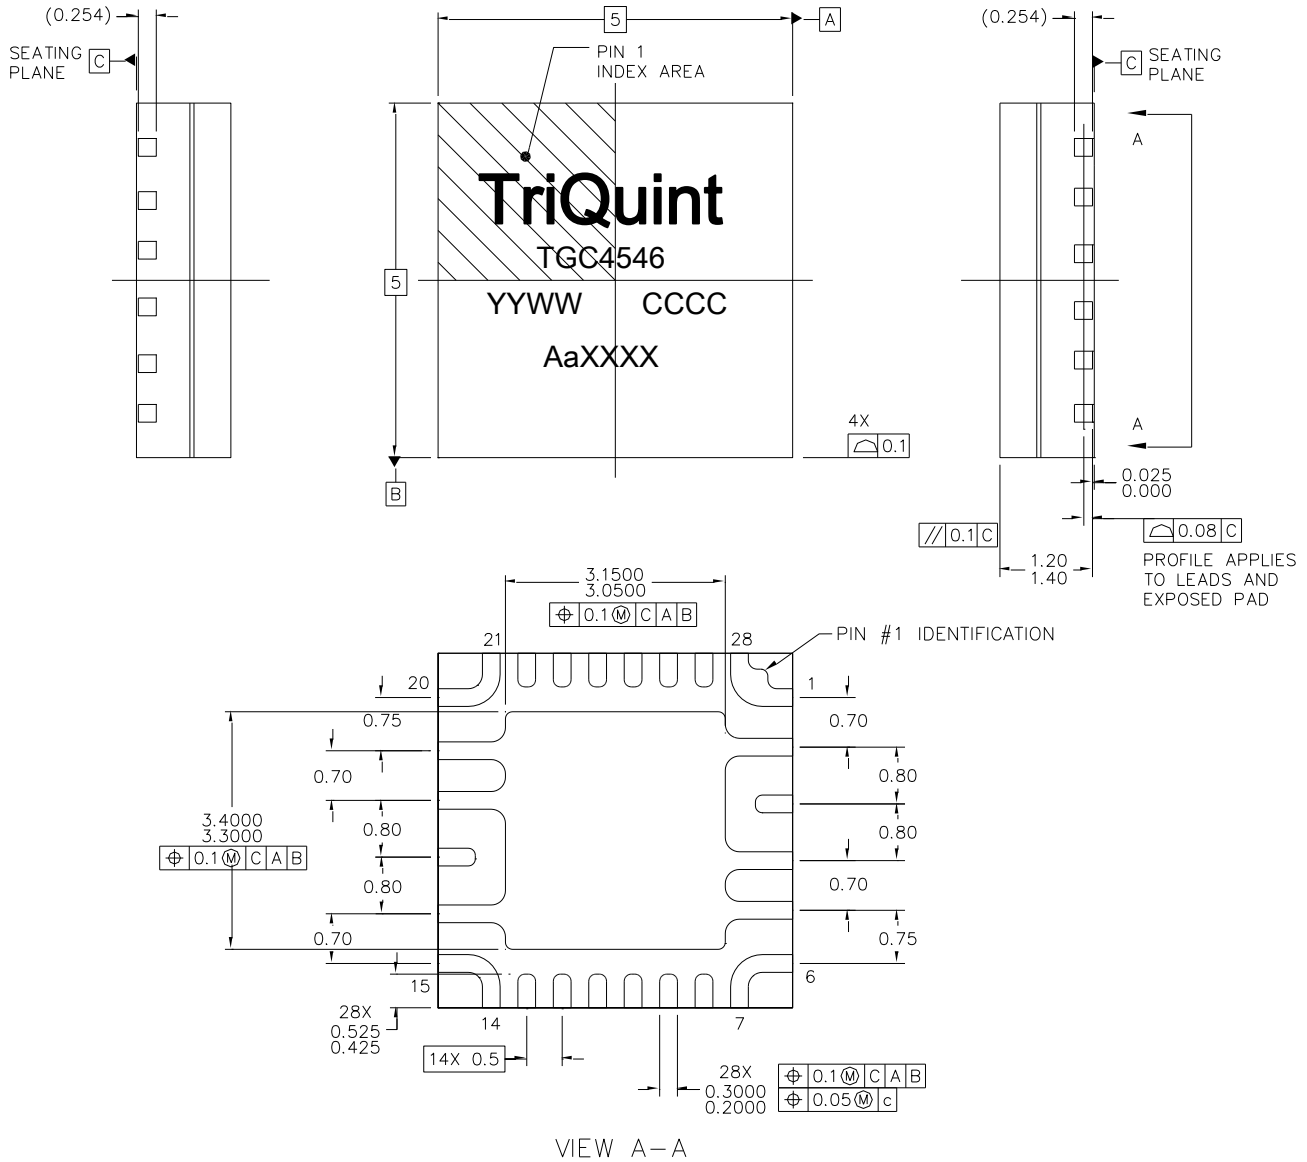 (0.254)
SEATING
PLANE
C
5
A
PIN 1
INDEX AREA
(0.254)
C
SEATING
PLANE
A
TriQuint
TGC4546
5
YYWW CCCC
AaXXXX
4X
⌓ 0.1
A
B
0.025
0.000
// 0.1 C
1.20
1.40
⌓ 0.08 C
PROFILE APPLIES
TO LEADS AND
EXPOSED PAD
3.1500
3.0500
⌖ 0.1 Ⓜ C A B
21
28
PIN #1 IDENTIFICATION
20
1
0.75
0.70
0.70
0.80
3.4000
3.3000
⌖ 0.1 Ⓜ C A B
0.80
0.80
0.80
0.70
0.70
0.75
15
6
28X
0.525
0.425
14
7
14X 0.5
28X
0.3000
0.2000
⌖ 0.1 Ⓜ C A B
⌖ 0.05 Ⓜ c
VIEW A-A